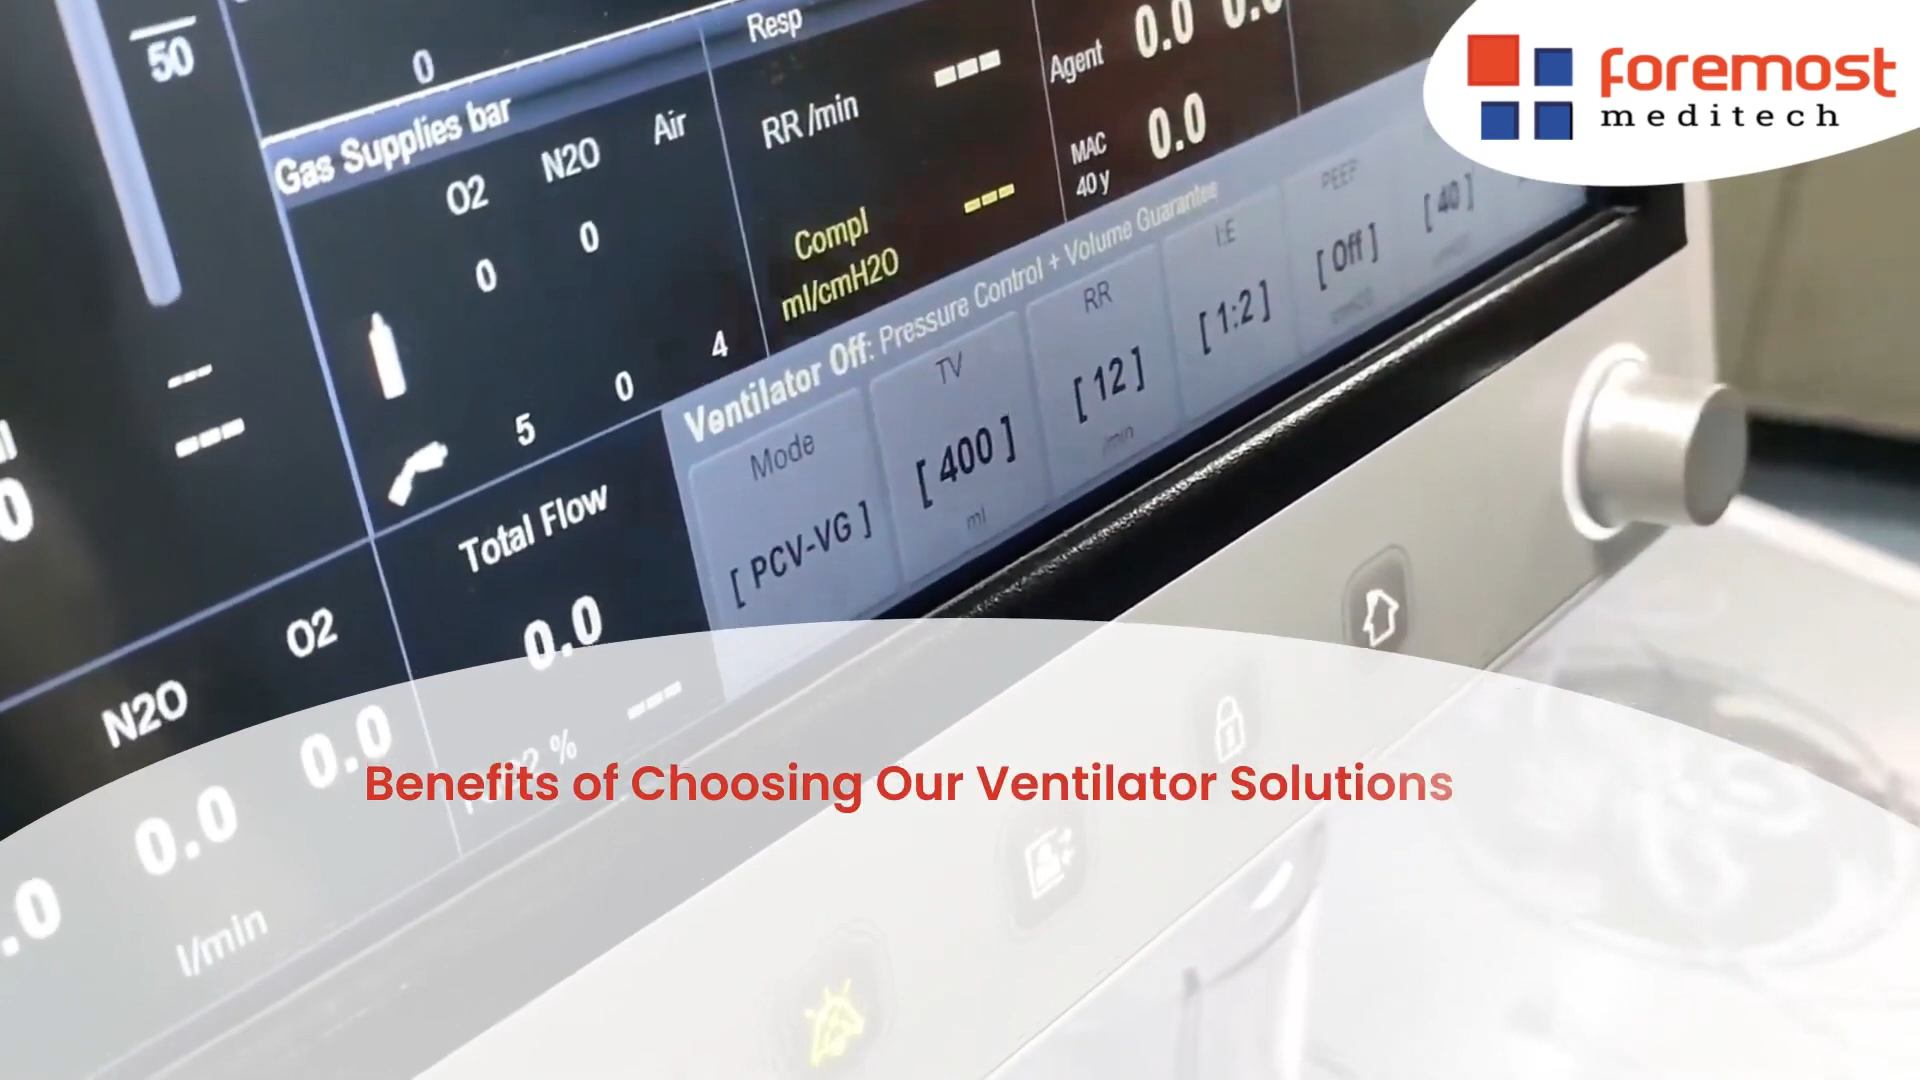 foremost
meditech
50
0
Resp
Agent
0.0
Gas Supplies bar
O2 N2O Air
RR /min ---
MAC
40 y
0.0
0 0
Compl
ml/cmH2O ---
5 0 4
Ventilator Off: Pressure Control + Volume Guarantee
Mode TV RR I:E PEEP
[ PCV-VG ] [ 400 ] [ 12 ] [ 1:2 ] [ Off ] [ 40 ]
ml /min
---
---
Total Flow
0.0
---
N2O O2
0.0 0.0
.0
l/min
%
Benefits of Choosing Our Ventilator Solutions